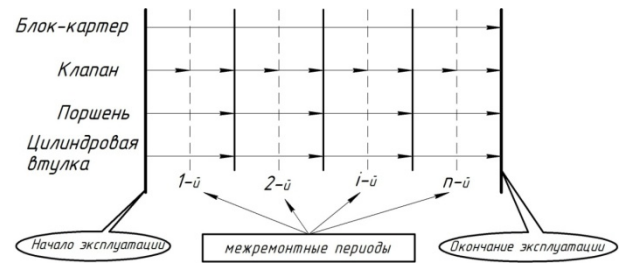 Блок-картер
Клапан
Поршень
Цилиндровая
втулка
1-й 2-й i-й n-й
Начало эксплуатации
межремонтные периоды
Окончание эксплуатации